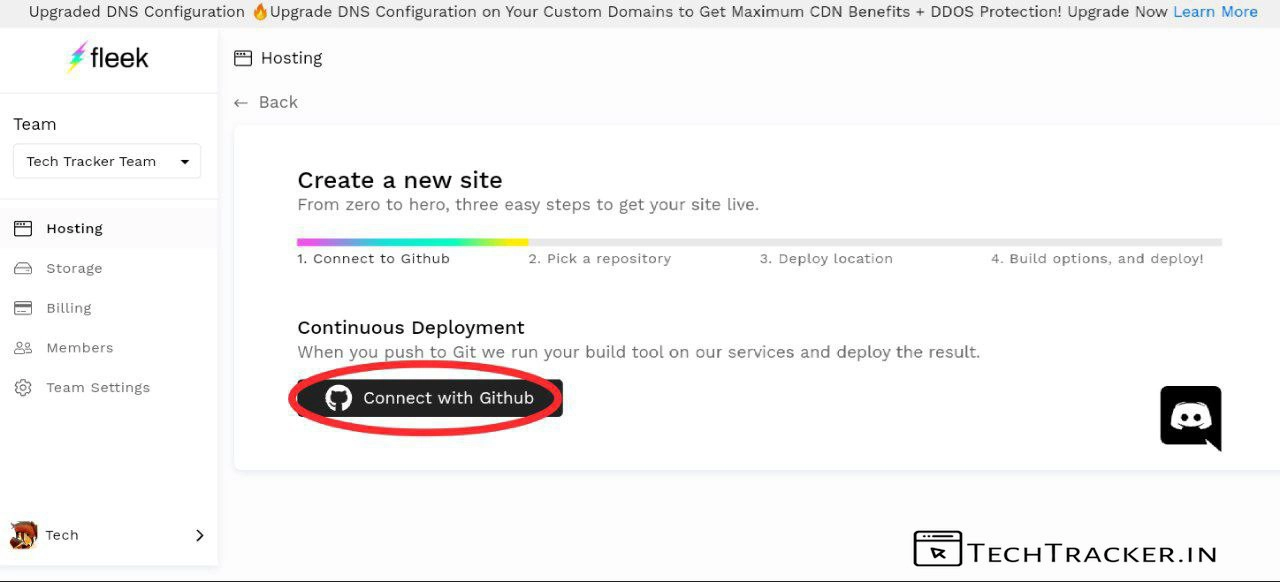 Upgraded DNS Configuration 🔥Upgrade DNS Configuration on Your Custom Domains to Get Maximum CDN Benefits + DDOS Protection! Upgrade Now Learn More
fleek
Team
Tech Tracker Team
Hosting
Storage
Billing
Members
Team Settings
Tech
Hosting
← Back
Create a new site
From zero to hero, three easy steps to get your site live.
1. Connect to Github
2. Pick a repository
3. Deploy location
4. Build options, and deploy!
Continuous Deployment
When you push to Git we run your build tool on our services and deploy the result.
Connect with Github
TECHTRACKER.IN